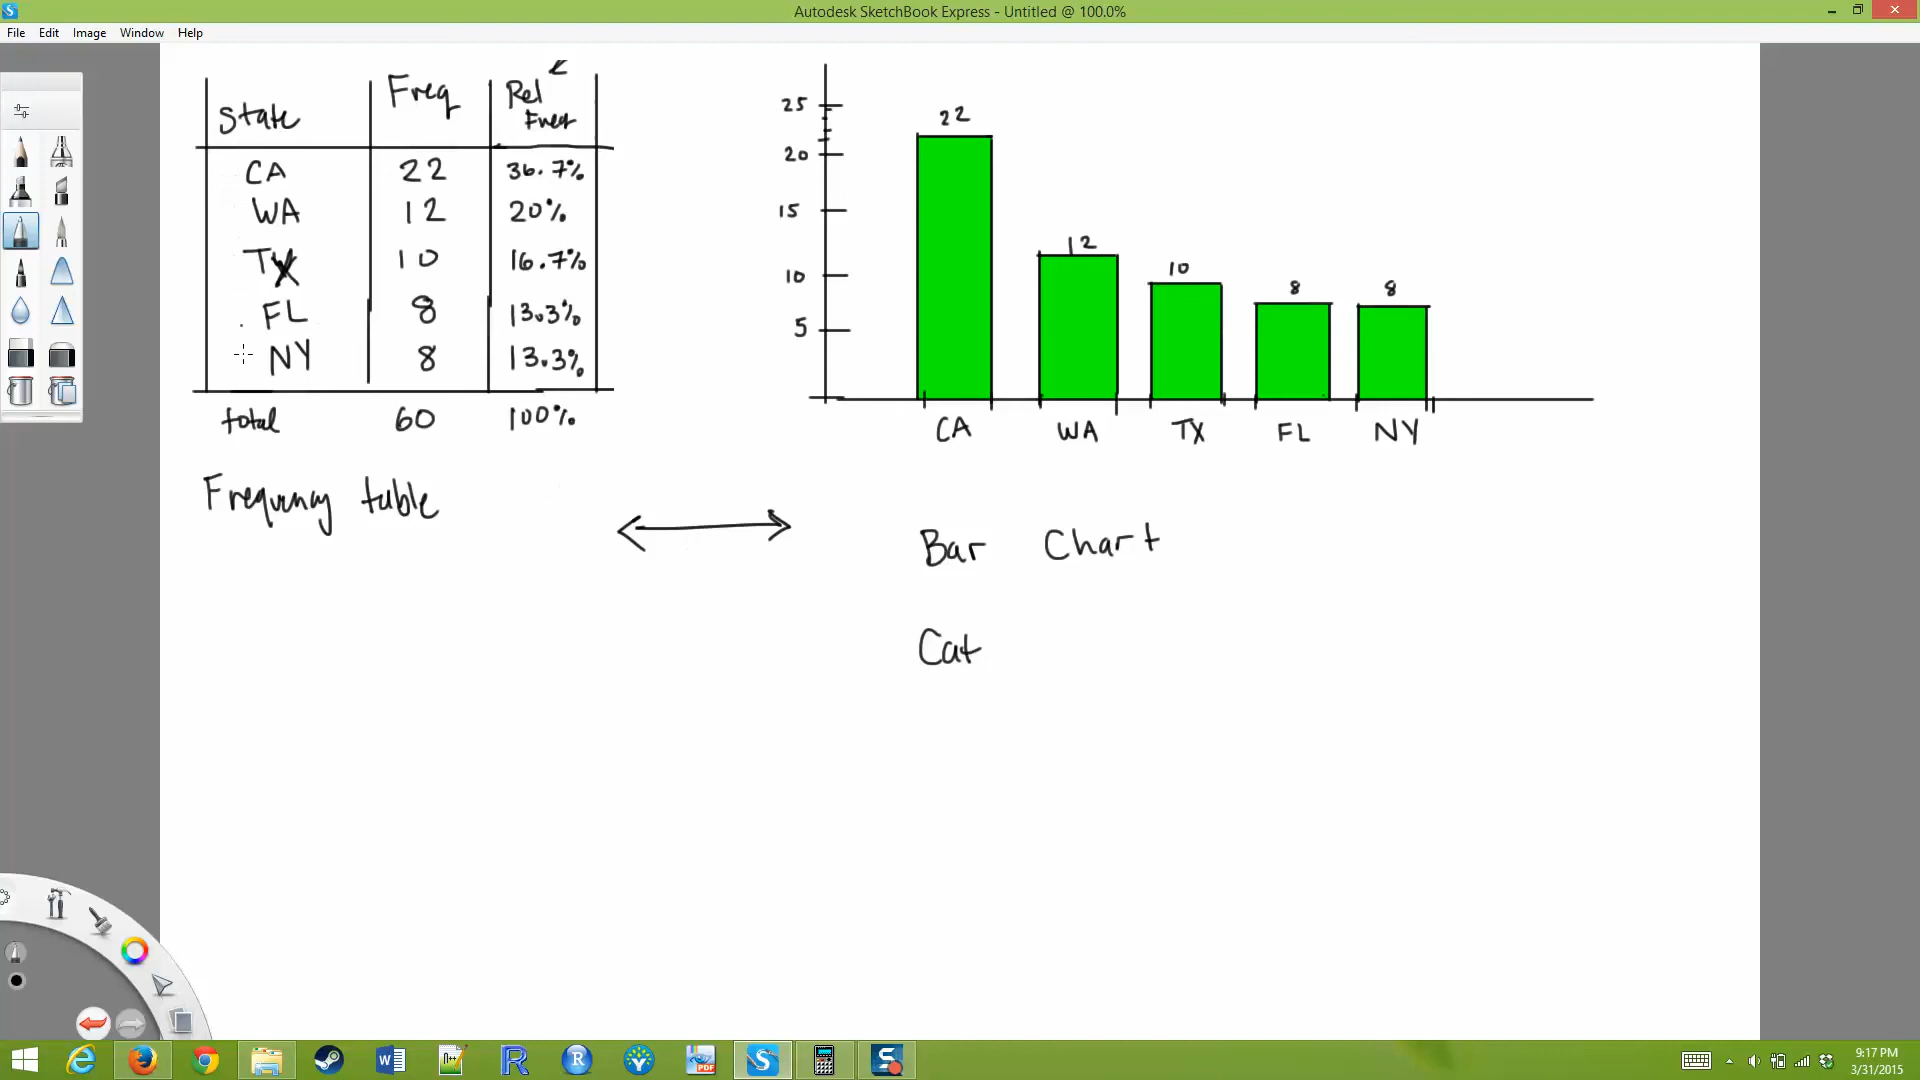 Autodesk SketchBook Express - Untitled @ 100.0%
File Edit Image Window Help
State Freq Rel Freq
CA 22 36.7%
WA 12 20%
TX 10 16.7%
FL 8 13.3%
NY 8 13.3%
total 60 100%
Frequency table
25
20
15
10
5
22
12
10
8
8
CA WA TX FL NY
Bar Chart
Cat
PDF
9:17 PM
3/31/2015